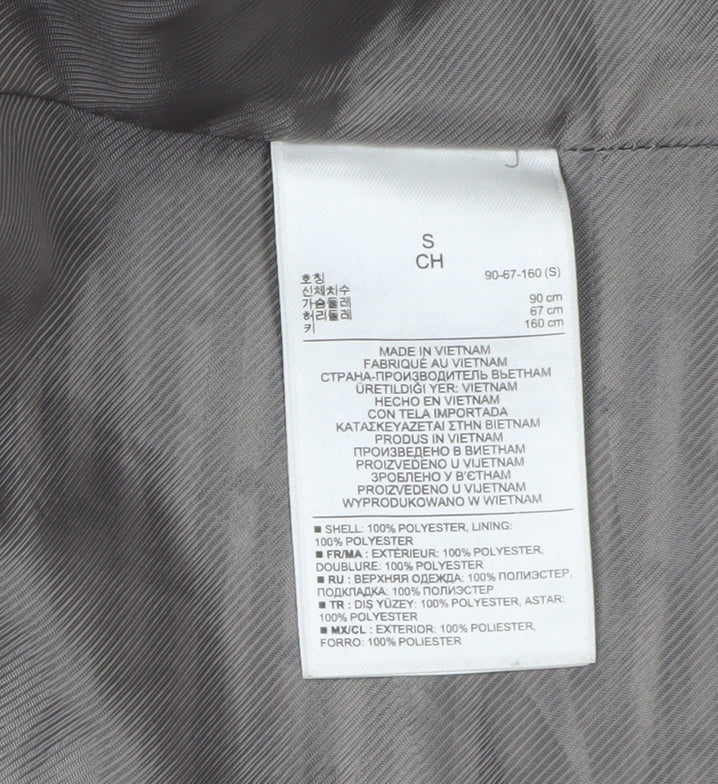 S
CH
호칭 90-67-160 (S)
신체치수
가슴둘레 90 cm
허리둘레 67 cm
키 160 cm
MADE IN VIETNAM
FABRIQUÉ AU VIETNAM
СТРАНА-ПРОИЗВОДИТЕЛЬ ВЬЕТНАМ
ÜRETILDIĞI YER: VIETNAM
HECHO EN VIETNAM
CON TELA IMPORTADA
ΚΑΤΑΣΚΕΥΑΖΕΤΑΙ ΣΤΗΝ ΒΙΕΤΝΑΜ
PRODUS IN VIETNAM
ПРОИЗВЕДЕНО В ВИЕТНАМ
PROIZVEDENO U VIJETNAM
ЗРОБЛЕНО У В'ЄТНАМ
PROIZVEDENO U VIJETNAM
WYPRODUKOWANO W WIETNAM
■ SHELL: 100% POLYESTER, LINING:
100% POLYESTER
■ FR/MA : EXTÉRIEUR: 100% POLYESTER,
DOUBLURE: 100% POLYESTER
■ RU : ВЕРХНЯЯ ОДЕЖДА: 100% ПОЛИЭСТЕР,
ПОДКЛАДКА: 100% ПОЛИЭСТЕР
■ TR : DIŞ YÜZEY: 100% POLYESTER, ASTAR:
100% POLYESTER
■ MX/CL : EXTERIOR: 100% POLIESTER,
FORRO: 100% POLIESTER